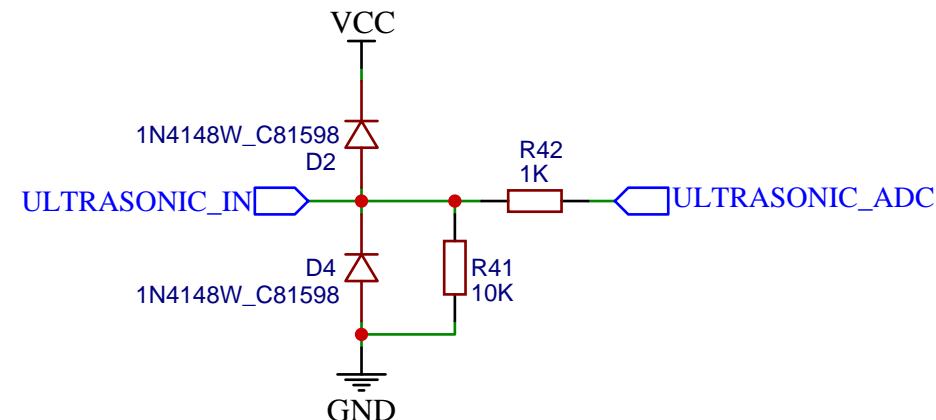 VCC
1N4148W_C81598
D2
R42
1K
ULTRASONIC_IN
ULTRASONIC_ADC
D4
1N4148W_C81598
R41
10K
GND